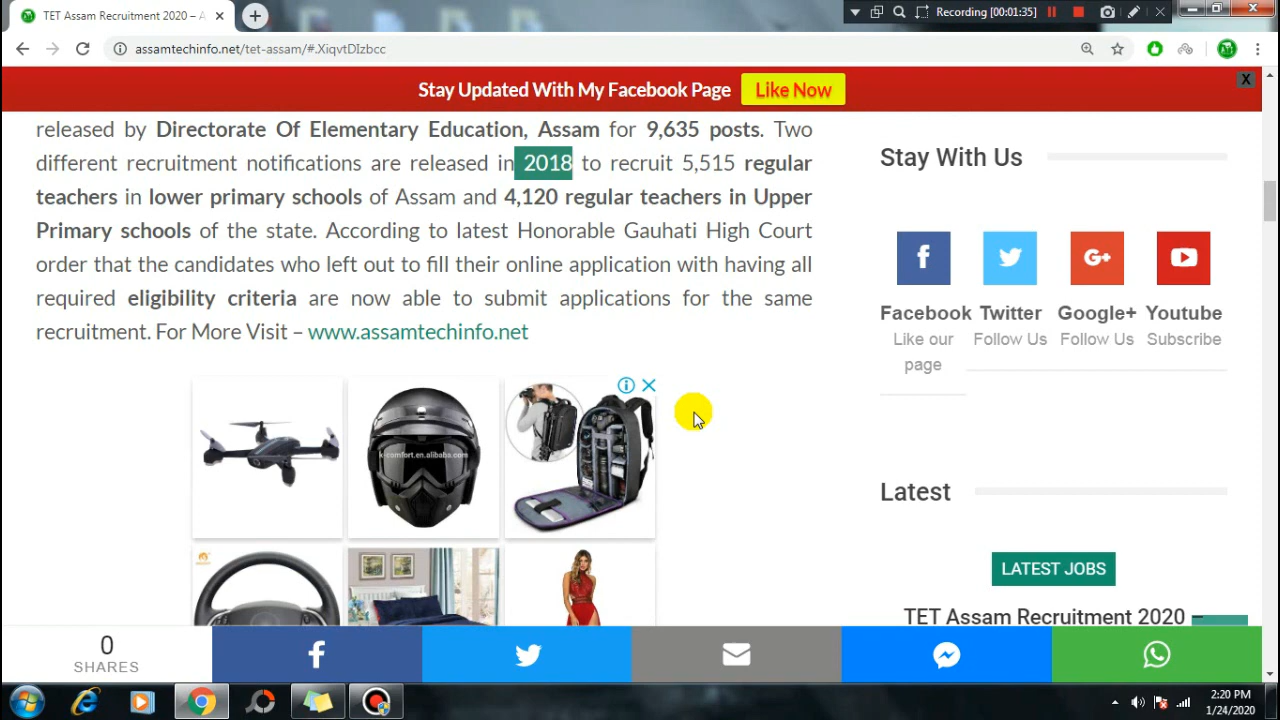 TET Assam Recruitment 2020 – A
Recording [00:01:35]
assamtechinfo.net/tet-assam/#.XiqvtDIzbcc
Stay Updated With My Facebook Page Like Now
X
released by Directorate Of Elementary Education, Assam for 9,635 posts. Two
different recruitment notifications are released in 2018 to recruit 5,515 regular
teachers in lower primary schools of Assam and 4,120 regular teachers in Upper
Primary schools of the state. According to latest Honorable Gauhati High Court
order that the candidates who left out to fill their online application with having all
required eligibility criteria are now able to submit applications for the same
recruitment. For More Visit – www.assamtechinfo.net
k-comfort.en.alibaba.com
Stay With Us
Facebook Twitter Google+ Youtube
Like our Follow Us Follow Us Subscribe
page
Latest
LATEST JOBS
TET Assam Recruitment 2020 –
0
SHARES
2:20 PM
1/24/2020